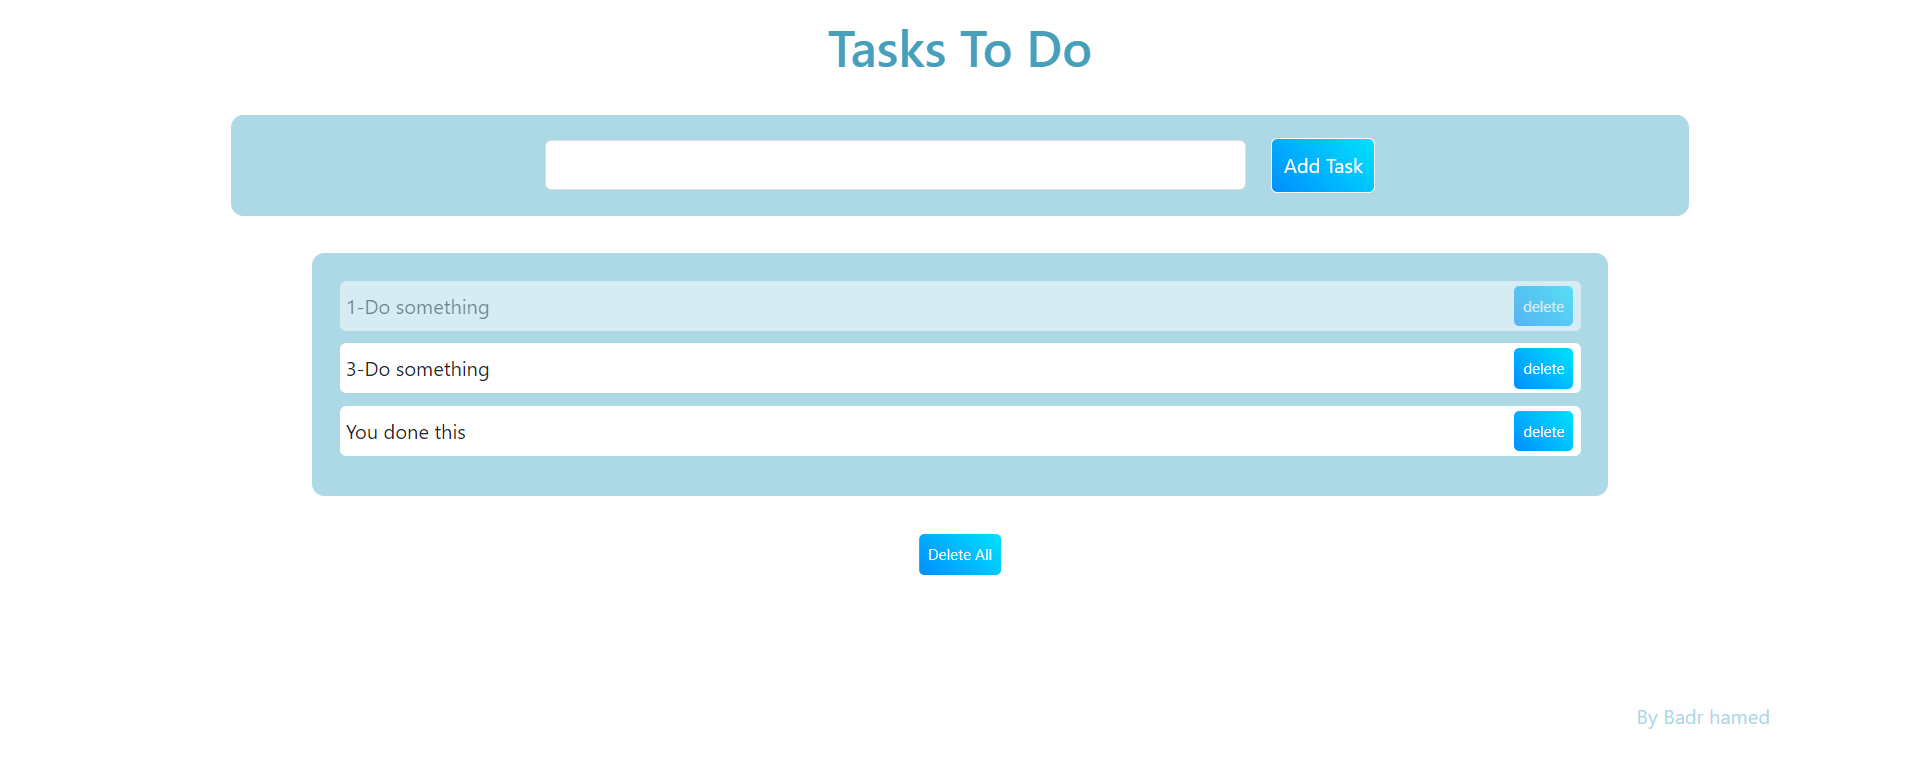 Tasks To Do
Add Task
1-Do something delete
3-Do something delete
You done this delete
Delete All
By Badr hamed